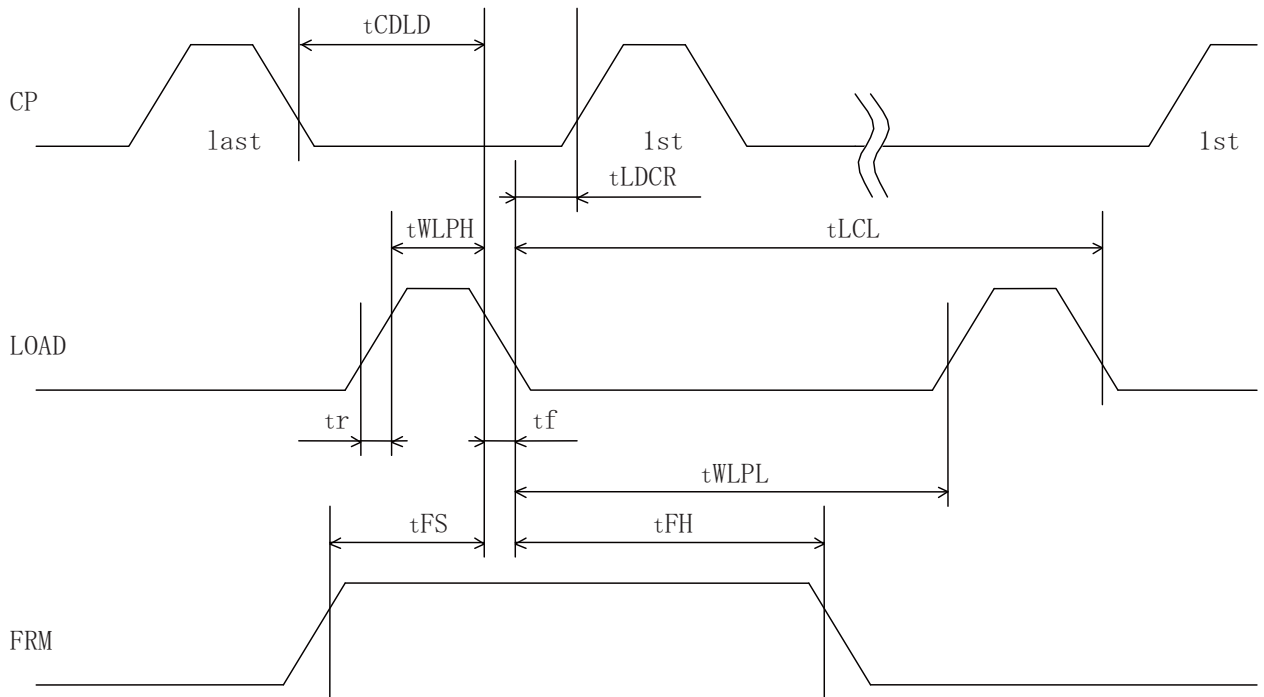 tCDLD
CP
last
1st
1st
tLDCR
tWLPH
tLCL
LOAD
tr
tf
tWLPL
tFS
tFH
FRM